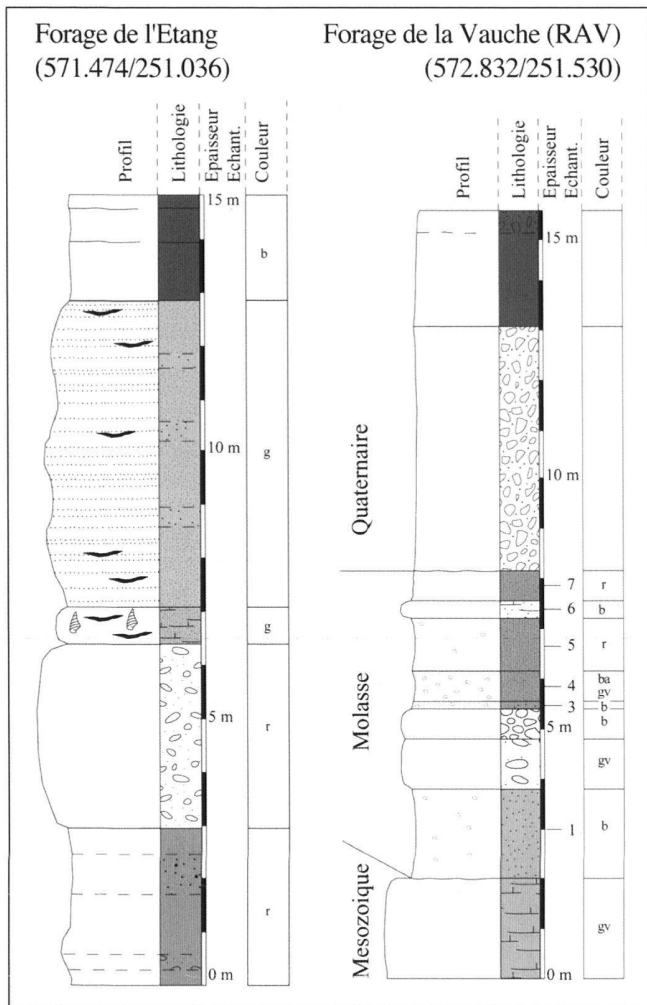 Forage de l'Etang
(571.474/251.036)
Profil
Lithologie
Epaisseur
Echant.
Couleur
15 m
b
10 m
g
g
5 m
r
r
0 m
Forage de la Vauche (RAV)
(572.832/251.530)
Profil
Lithologie
Epaisseur
Echant.
Couleur
15 m
Quaternaire
10 m
7 r
6 b
5 r
4 ba
gv
3 b
5 m b
Molasse
gv
1 b
Mesozoique
gv
0 m